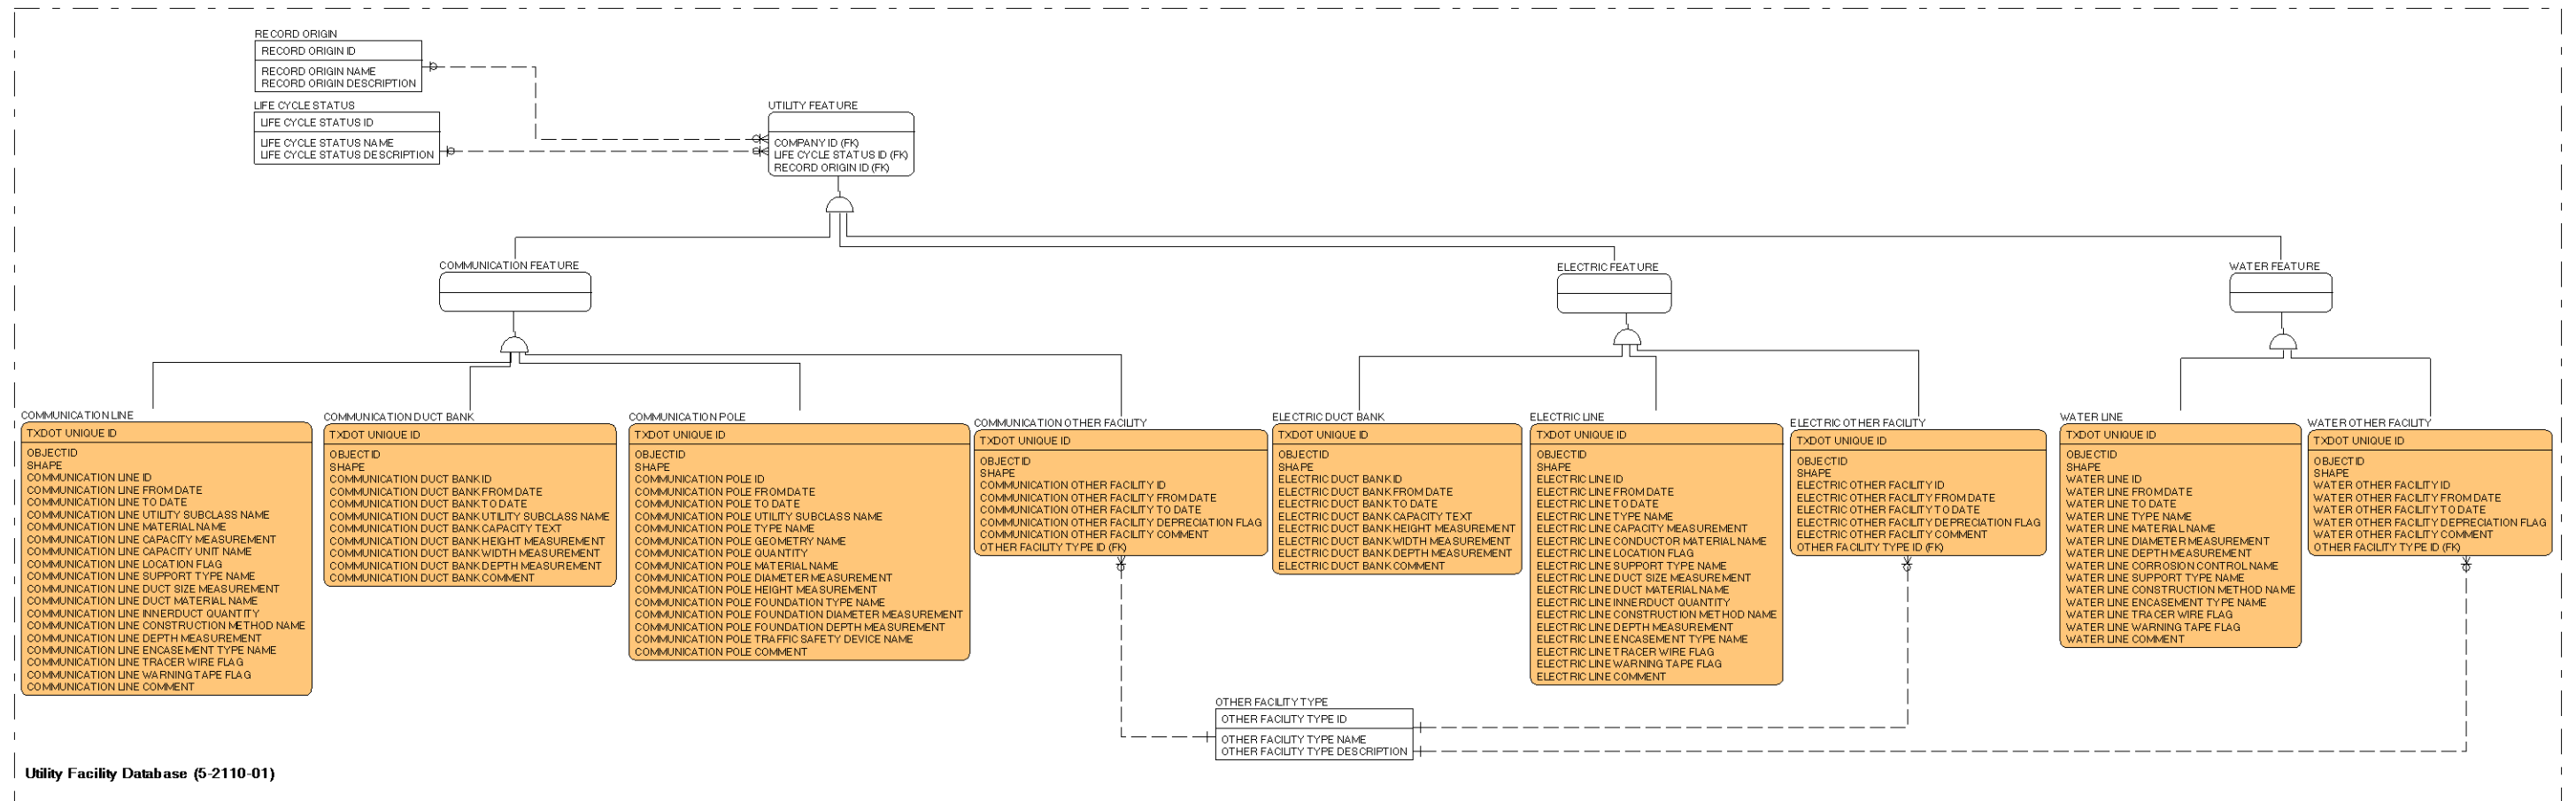 RECORD ORIGIN
RECORD ORIGIN ID
RECORD ORIGIN NAME
RECORD ORIGIN DESCRIPTION
LIFE CYCLE STATUS
LIFE CYCLE STATUS ID
LIFE CYCLE STATUS NAME
LIFE CYCLE STATUS DESCRIPTION
UTILITY FEATURE
COMPANY ID (FK)
LIFE CYCLE STATUS ID (FK)
RECORD ORIGIN ID (FK)
COMMUNICATION FEATURE
ELECTRIC FEATURE
WATER FEATURE
COMMUNICATION LINE
TXDOT UNIQUE ID
OBJECTID
SHAPE
COMMUNICATION LINE ID
COMMUNICATION LINE FROM DATE
COMMUNICATION LINE TO DATE
COMMUNICATION LINE UTILITY SUBCLASS NAME
COMMUNICATION LINE MATERIAL NAME
COMMUNICATION LINE CAPACITY MEASUREMENT
COMMUNICATION LINE CAPACITY UNIT NAME
COMMUNICATION LINE LOCATION FLAG
COMMUNICATION LINE SUPPORT TYPE NAME
COMMUNICATION LINE DUCT SIZE MEASUREMENT
COMMUNICATION LINE DUCT MATERIAL NAME
COMMUNICATION LINE INNERDUCT QUANTITY
COMMUNICATION LINE CONSTRUCTION METHOD NAME
COMMUNICATION LINE DEPTH MEASUREMENT
COMMUNICATION LINE ENCASEMENT TYPE NAME
COMMUNICATION LINE TRACER WIRE FLAG
COMMUNICATION LINE WARNING TAPE FLAG
COMMUNICATION LINE COMMENT
COMMUNICATION DUCT BANK
TXDOT UNIQUE ID
OBJECTID
SHAPE
COMMUNICATION DUCT BANK ID
COMMUNICATION DUCT BANK FROM DATE
COMMUNICATION DUCT BANK TO DATE
COMMUNICATION DUCT BANK UTILITY SUBCLASS NAME
COMMUNICATION DUCT BANK CAPACITY TEXT
COMMUNICATION DUCT BANK HEIGHT MEASUREMENT
COMMUNICATION DUCT BANK WIDTH MEASUREMENT
COMMUNICATION DUCT BANK DEPTH MEASUREMENT
COMMUNICATION DUCT BANK COMMENT
COMMUNICATION POLE
TXDOT UNIQUE ID
OBJECTID
SHAPE
COMMUNICATION POLE ID
COMMUNICATION POLE FROM DATE
COMMUNICATION POLE TO DATE
COMMUNICATION POLE UTILITY SUBCLASS NAME
COMMUNICATION POLE TYPE NAME
COMMUNICATION POLE GEOMETRY NAME
COMMUNICATION POLE QUANTITY
COMMUNICATION POLE MATERIAL NAME
COMMUNICATION POLE DIAMETER MEASUREMENT
COMMUNICATION POLE HEIGHT MEASUREMENT
COMMUNICATION POLE FOUNDATION TYPE NAME
COMMUNICATION POLE FOUNDATION DIAMETER MEASUREMENT
COMMUNICATION POLE FOUNDATION DEPTH MEASUREMENT
COMMUNICATION POLE TRAFFIC SAFETY DEVICE NAME
COMMUNICATION POLE COMMENT
COMMUNICATION OTHER FACILITY
TXDOT UNIQUE ID
OBJECTID
SHAPE
COMMUNICATION OTHER FACILITY ID
COMMUNICATION OTHER FACILITY FROM DATE
COMMUNICATION OTHER FACILITY TO DATE
COMMUNICATION OTHER FACILITY DEPRECIATION FLAG
COMMUNICATION OTHER FACILITY COMMENT
OTHER FACILITY TYPE ID (FK)
ELECTRIC DUCT BANK
TXDOT UNIQUE ID
OBJECTID
SHAPE
ELECTRIC DUCT BANK ID
ELECTRIC DUCT BANK FROM DATE
ELECTRIC DUCT BANK TO DATE
ELECTRIC DUCT BANK CAPACITY TEXT
ELECTRIC DUCT BANK HEIGHT MEASUREMENT
ELECTRIC DUCT BANK WIDTH MEASUREMENT
ELECTRIC DUCT BANK DEPTH MEASUREMENT
ELECTRIC DUCT BANK COMMENT
ELECTRIC LINE
TXDOT UNIQUE ID
OBJECTID
SHAPE
ELECTRIC LINE ID
ELECTRIC LINE FROM DATE
ELECTRIC LINE TO DATE
ELECTRIC LINE TYPE NAME
ELECTRIC LINE CAPACITY MEASUREMENT
ELECTRIC LINE CONDUCTOR MATERIAL NAME
ELECTRIC LINE LOCATION FLAG
ELECTRIC LINE SUPPORT TYPE NAME
ELECTRIC LINE DUCT SIZE MEASUREMENT
ELECTRIC LINE DUCT MATERIAL NAME
ELECTRIC LINE INNERDUCT QUANTITY
ELECTRIC LINE CONSTRUCTION METHOD NAME
ELECTRIC LINE DEPTH MEASUREMENT
ELECTRIC LINE ENCASEMENT TYPE NAME
ELECTRIC LINE TRACER WIRE FLAG
ELECTRIC LINE WARNING TAPE FLAG
ELECTRIC LINE COMMENT
ELECTRIC OTHER FACILITY
TXDOT UNIQUE ID
OBJECTID
SHAPE
ELECTRIC OTHER FACILITY ID
ELECTRIC OTHER FACILITY FROM DATE
ELECTRIC OTHER FACILITY TO DATE
ELECTRIC OTHER FACILITY DEPRECIATION FLAG
ELECTRIC OTHER FACILITY COMMENT
OTHER FACILITY TYPE ID (FK)
WATER LINE
TXDOT UNIQUE ID
OBJECTID
SHAPE
WATER LINE ID
WATER LINE FROM DATE
WATER LINE TO DATE
WATER LINE TYPE NAME
WATER LINE MATERIAL NAME
WATER LINE DIAMETER MEASUREMENT
WATER LINE DEPTH MEASUREMENT
WATER LINE CORROSION CONTROL NAME
WATER LINE SUPPORT TYPE NAME
WATER LINE CONSTRUCTION METHOD NAME
WATER LINE ENCASEMENT TYPE NAME
WATER LINE TRACER WIRE FLAG
WATER LINE WARNING TAPE FLAG
WATER LINE COMMENT
WATER OTHER FACILITY
TXDOT UNIQUE ID
OBJECTID
SHAPE
WATER OTHER FACILITY ID
WATER OTHER FACILITY FROM DATE
WATER OTHER FACILITY TO DATE
WATER OTHER FACILITY DEPRECIATION FLAG
WATER OTHER FACILITY COMMENT
OTHER FACILITY TYPE ID (FK)
OTHER FACILITY TYPE
OTHER FACILITY TYPE ID
OTHER FACILITY TYPE NAME
OTHER FACILITY TYPE DESCRIPTION
Utility Facility Database (5-2110-01)